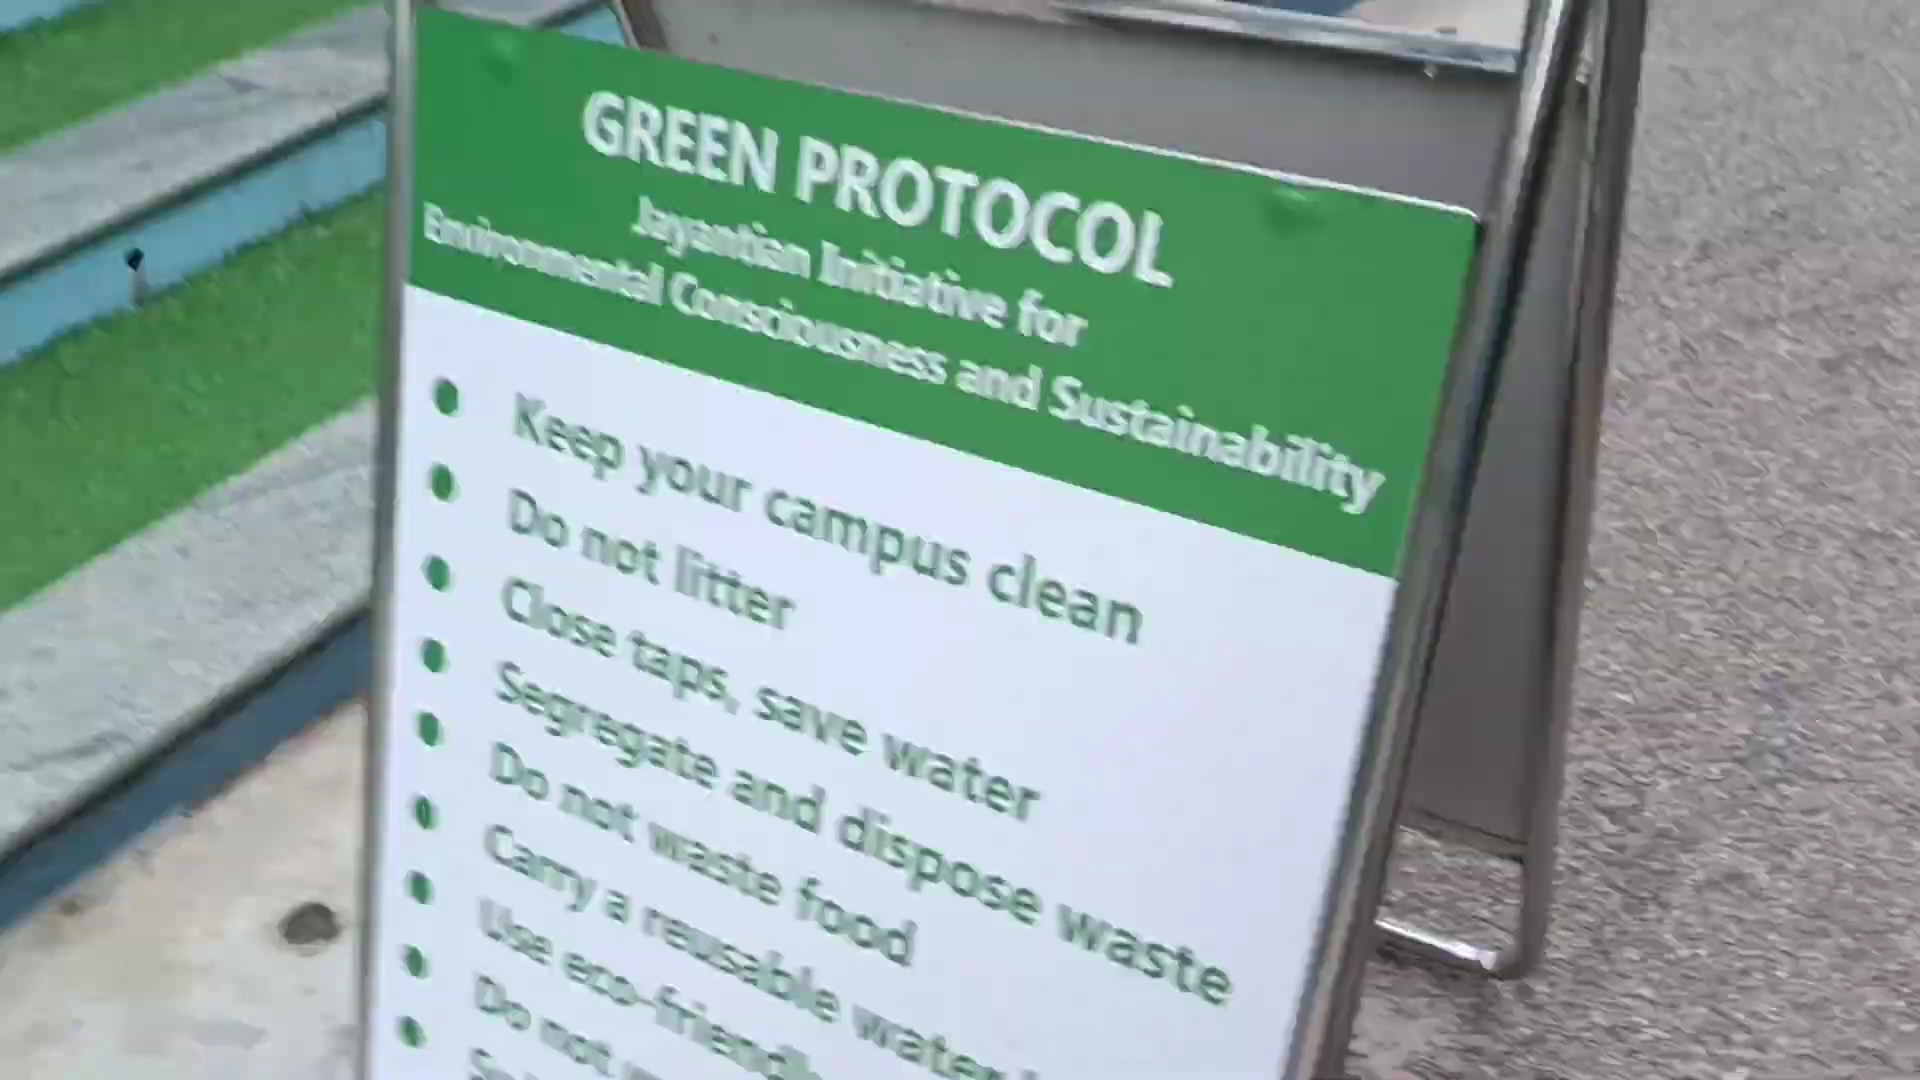 GREEN PROTOCOL
Jayantian Initiative for
Environmental Consciousness and Sustainability
Keep your campus clean
Do not litter
Close taps, save water
Segregate and dispose waste
Do not waste food
Carry a reusable water
Use eco-friendly
Do not